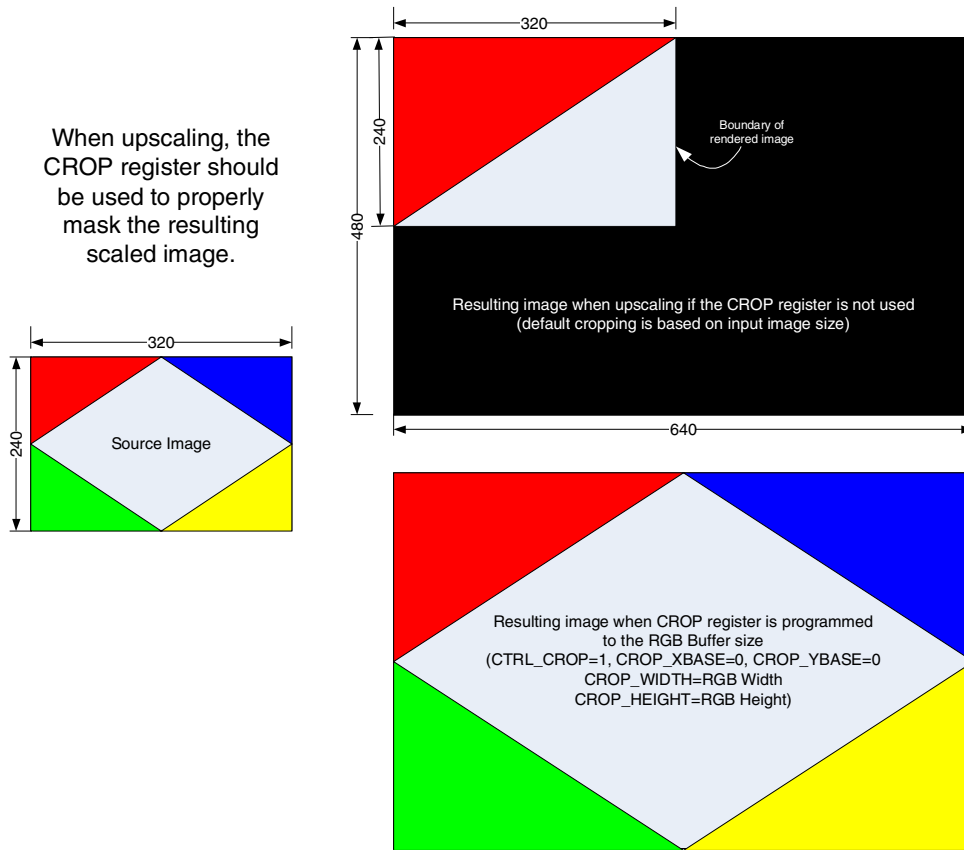 320
480
240
Boundary of
rendered image
When upscaling, the
CROP register should
be used to properly
mask the resulting
scaled image.
Resulting image when upscaling if the CROP register is not used
(default cropping is based on input image size)
320
240
Source Image
640
Resulting image when CROP register is programmed
to the RGB Buffer size
(CTRL_CROP=1, CROP_XBASE=0, CROP_YBASE=0
CROP_WIDTH=RGB Width
CROP_HEIGHT=RGB Height)